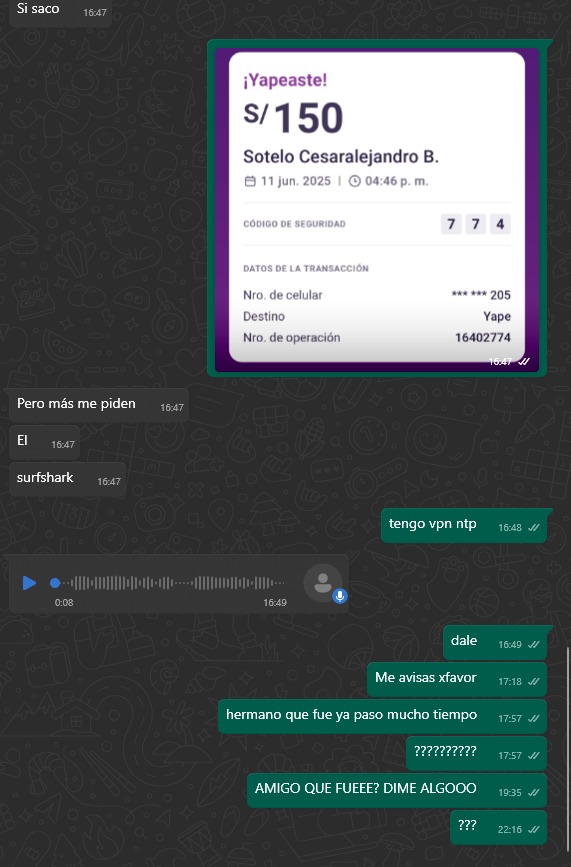 Si saco 16:47
¡Yapeaste!
S/ 150
Sotelo Cesaralejandro B.
11 jun. 2025 | 04:46 p. m.
CÓDIGO DE SEGURIDAD 7 7 4
DATOS DE LA TRANSACCIÓN
Nro. de celular *** *** 205
Destino Yape
Nro. de operación 16402774
16:47
Pero más me piden 16:47
El 16:47
surfshark 16:47
tengo vpn ntp 16:48
0:08 16:49
dale 16:49
Me avisas xfavor 17:18
hermano que fue ya paso mucho tiempo 17:57
?????????? 17:57
AMIGO QUE FUEEE? DIME ALGOOO 19:35
??? 22:16